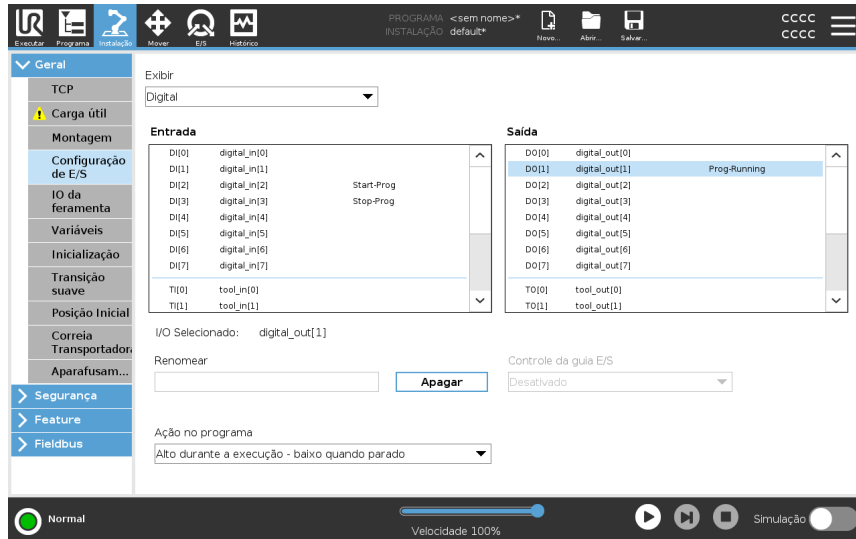 UR
PROGRAMA <sem nome>*
INSTALAÇÃO default*
CCCC
CCCC
Executar Programa Instalação Mover E/S Histórico Novo... Abrir... Salvar...
Geral
TCP
Carga útil
Montagem
Configuração
de E/S
IO da
feramenta
Variáveis
Inicialização
Transição
suave
Posição Inicial
Correia
Transportadora
Aparafusam...
Segurança
Feature
Fieldbus
Exibir
Digital
Entrada
DI[0] digital_in[0]
DI[1] digital_in[1]
DI[2] digital_in[2] Start-Prog
DI[3] digital_in[3] Stop-Prog
DI[4] digital_in[4]
DI[5] digital_in[5]
DI[6] digital_in[6]
DI[7] digital_in[7]
TI[0] tool_in[0]
TI[1] tool_in[1]
Saída
DO[0] digital_out[0]
DO[1] digital_out[1] Prog-Running
DO[2] digital_out[2]
DO[3] digital_out[3]
DO[4] digital_out[4]
DO[5] digital_out[5]
DO[6] digital_out[6]
DO[7] digital_out[7]
TO[0] tool_out[0]
TO[1] tool_out[1]
I/O Selecionado: digital_out[1]
Renomear
Apagar
Controle da guia E/S
Desativado
Ação no programa
Alto durante a execução - baixo quando parado
Normal
Velocidade 100%
Simulação